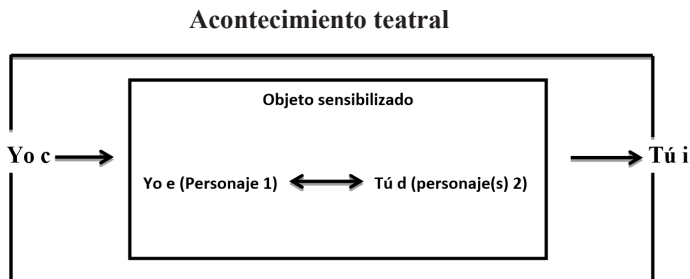 Acontecimiento teatral
Objeto sensibilizado
Yo c
Tú i
Yo e (Personaje 1)
Tú d (personaje(s) 2)